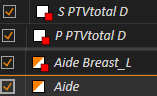 S PTVtotal D
P PTVtotal D
Aide Breast_L
Aide